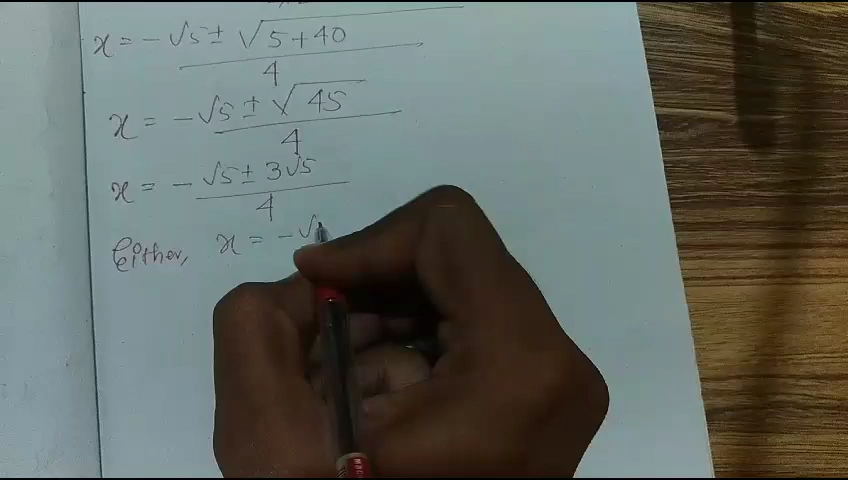 x = -√5 ± √5+40
4
x = -√5 ± √45
4
x = -√5 ± 3√5
4
Either, x = -√